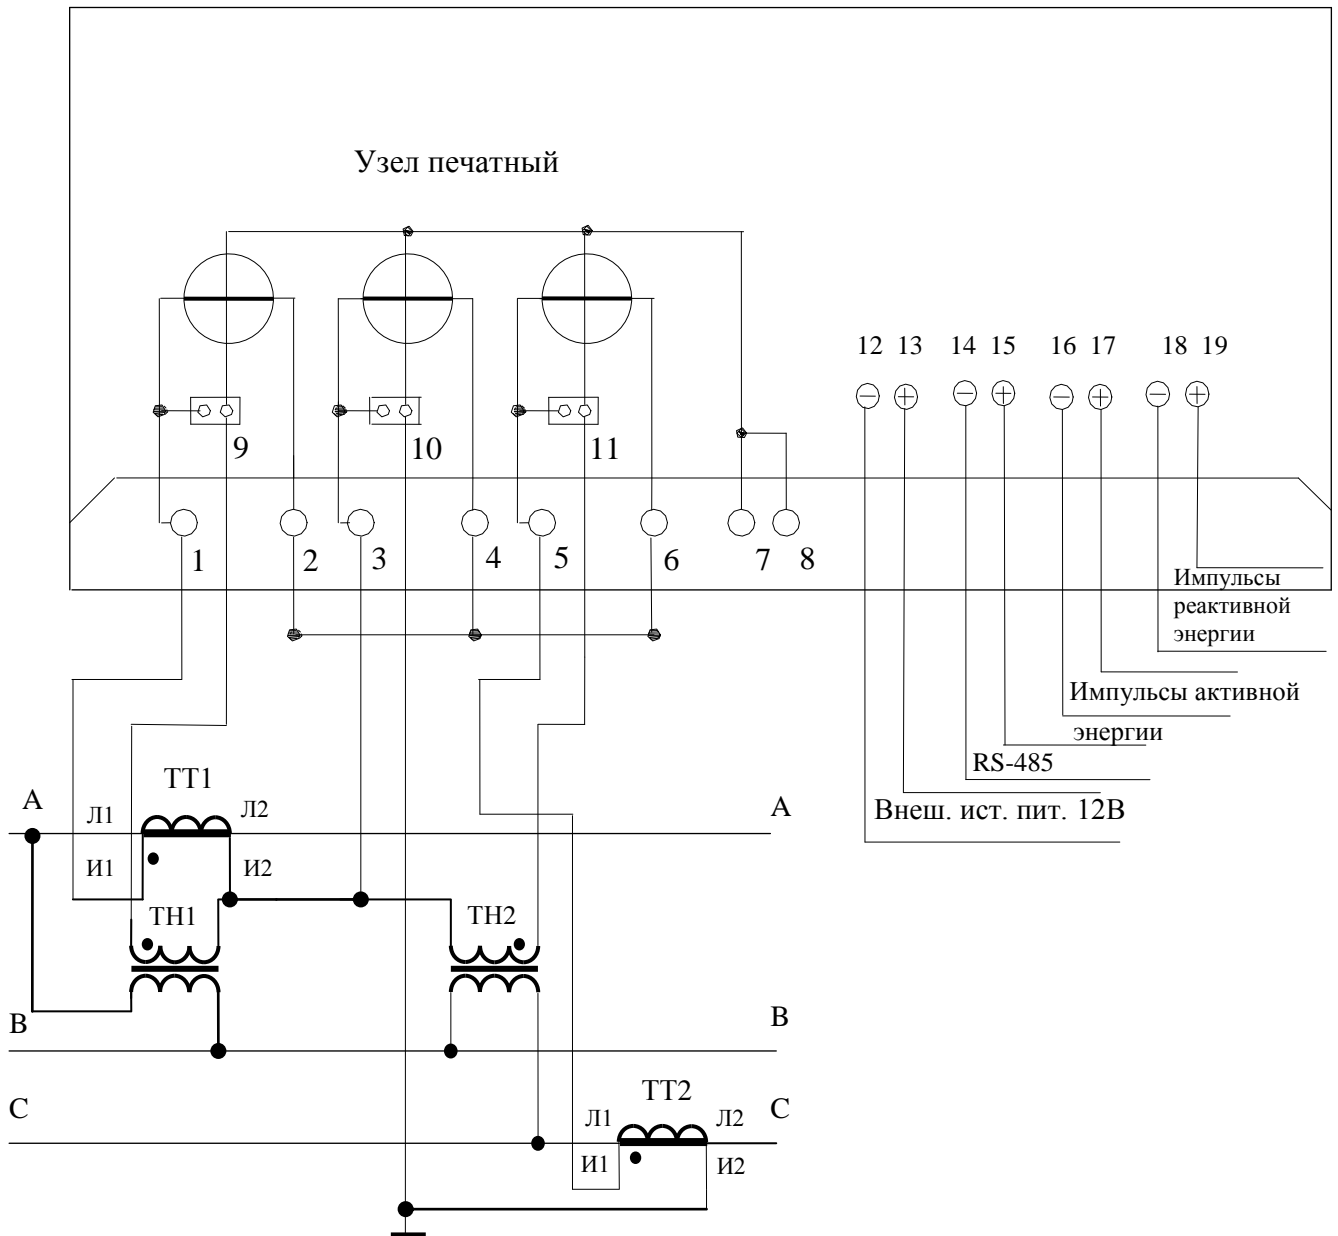 Узел печатный
12 13 14 15 16 17 18 19
9 10 11
1 2 3 4 5 6 7 8
Импульсы
реактивной
энергии
Импульсы активной
энергии
RS-485
Внеш. ист. пит. 12В
ТТ1
А Л1 Л2 А
И1 И2
ТН1 ТН2
В В
ТТ2
С Л1 Л2 С
И1 И2